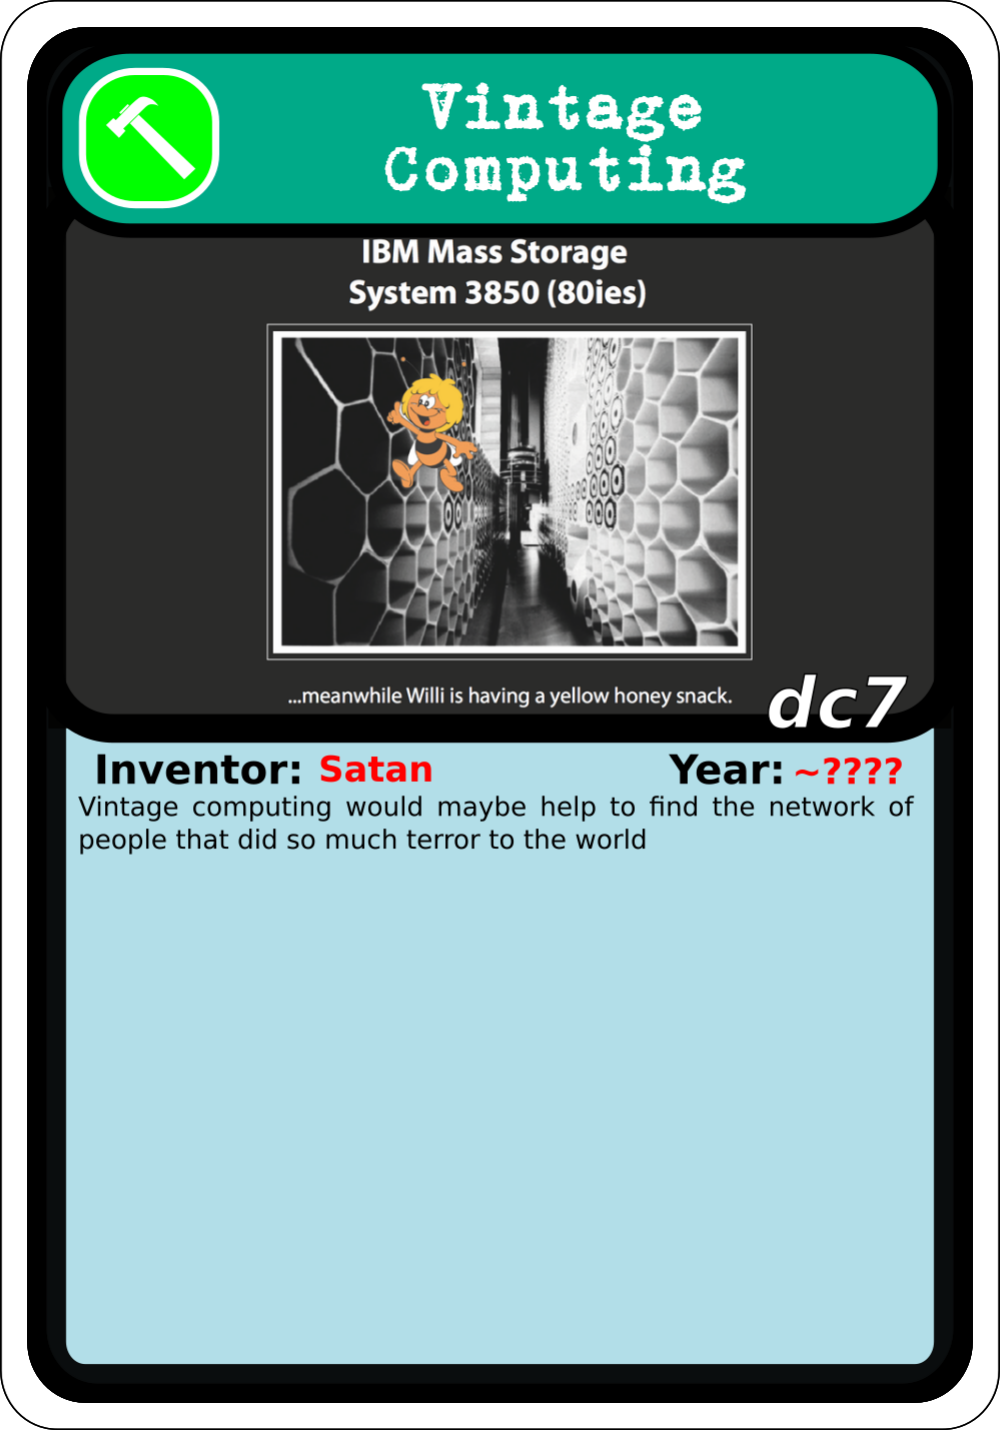 Vintage
Computing
IBM Mass Storage
System 3850 (80ies)
...meanwhile Willi is having a yellow honey snack.
dc7
Inventor: Satan Year: ~????
Vintage computing would maybe help to find the network of
people that did so much terror to the world